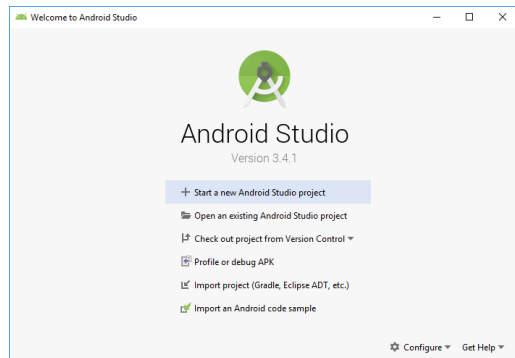 Welcome to Android Studio
Android Studio
Version 3.4.1
Start a new Android Studio project
Open an existing Android Studio project
Check out project from Version Control
Profile or debug APK
Import project (Gradle, Eclipse ADT, etc.)
Import an Android code sample
Configure Get Help